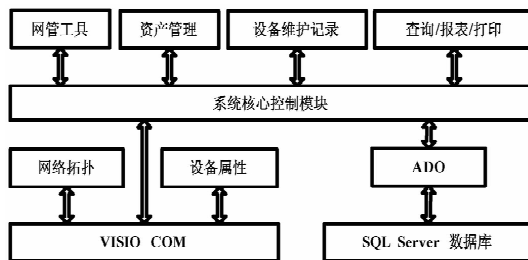 网管工具
资产管理
设备维护记录
查询/报表/打印
系统核心控制模块
网络拓扑
设备属性
ADO
VISIO COM
SQL Server 数据库